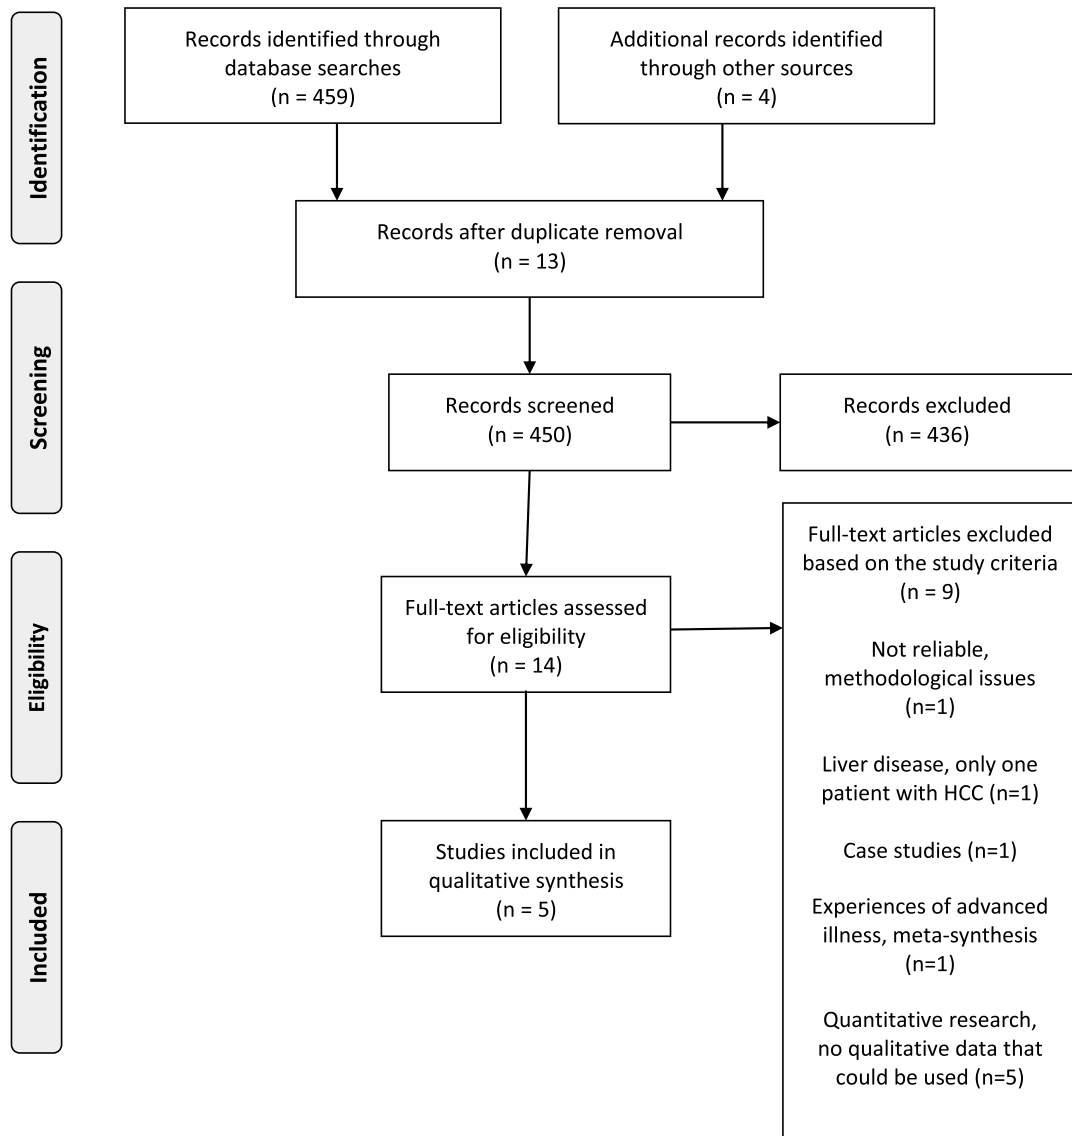 Identification
Records identified through
database searches
(n = 459)
Additional records identified
through other sources
(n = 4)
Records after duplicate removal
(n = 13)
Screening
Records screened
(n = 450)
Records excluded
(n = 436)
Eligibility
Full-text articles assessed
for eligibility
(n = 14)
Full-text articles excluded
based on the study criteria
(n = 9)
Not reliable,
methodological issues
(n=1)
Liver disease, only one
patient with HCC (n=1)
Case studies (n=1)
Experiences of advanced
illness, meta-synthesis
(n=1)
Quantitative research,
no qualitative data that
could be used (n=5)
Included
Studies included in
qualitative synthesis
(n = 5)